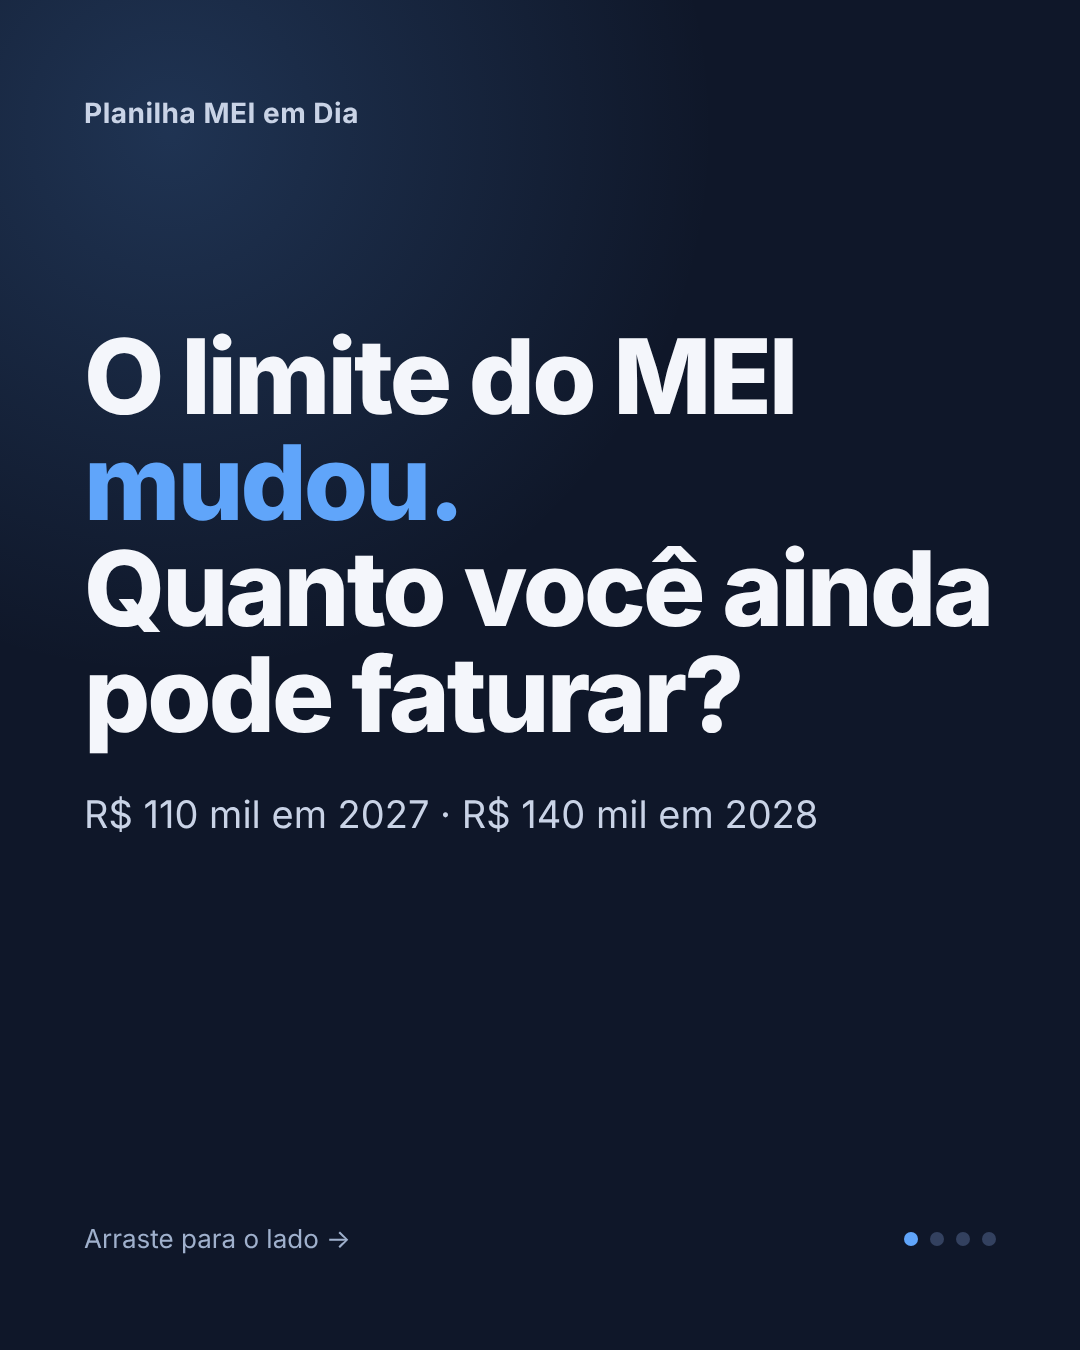 Planilha MEI em Dia
O limite do MEI
mudou.
Quanto você ainda
pode faturar?
R$ 110 mil em 2027 · R$ 140 mil em 2028
Arraste para o lado →